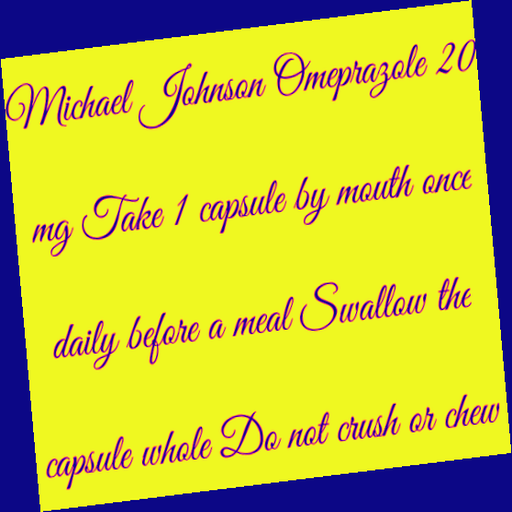 Michael Johnson Omeprazole 20
mg Take 1 capsule by mouth once
daily before a meal Swallow the
capsule whole Do not crush or chew